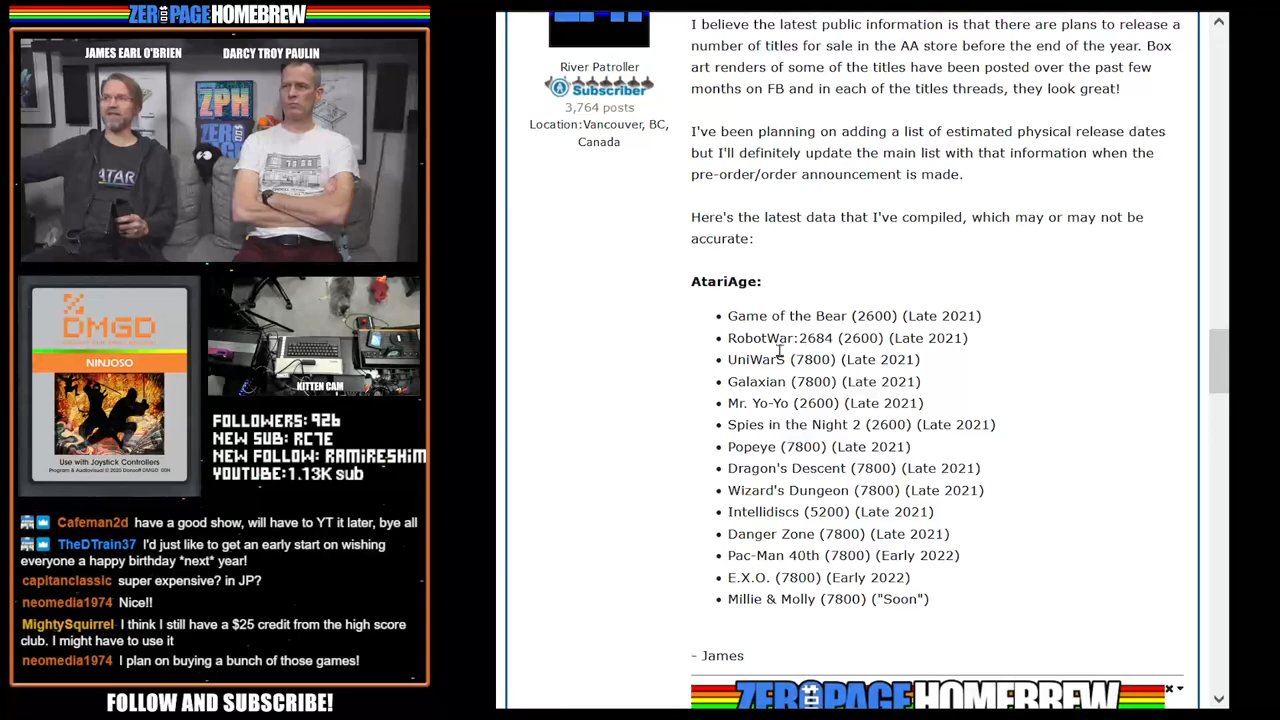 ZEROPAGE HOMEBREW
JAMES EARL O'BRIEN
DARCY TROY PAULIN
ZPH
ATARI
DMGD
NINJOSO
Use with Joystick Controllers
KITTEN CAM
FOLLOWERS: 926
NEW SUB: RC7E
NEW FOLLOW: RAMIRESHIM
YOUTUBE: 1.13K sub
Cafeman2d have a good show, will have to YT it later, bye all
TheDTrain37 I'd just like to get an early start on wishing
everyone a happy birthday *next* year!
capitanclassic super expensive? in JP?
neomedia1974 Nice!!
MightySquirrel I think I still have a $25 credit from the high score
club. I might have to use it
neomedia1974 I plan on buying a bunch of those games!
FOLLOW AND SUBSCRIBE!
River Patroller
Subscriber
3,764 posts
Location:Vancouver, BC,
Canada
I believe the latest public information is that there are plans to release a
number of titles for sale in the AA store before the end of the year. Box
art renders of some of the titles have been posted over the past few
months on FB and in each of the titles threads, they look great!
I've been planning on adding a list of estimated physical release dates
but I'll definitely update the main list with that information when the
pre-order/order announcement is made.
Here's the latest data that I've compiled, which may or may not be
accurate:
AtariAge:
• Game of the Bear (2600) (Late 2021)
• RobotWar:2684 (2600) (Late 2021)
• UniWarS (7800) (Late 2021)
• Galaxian (7800) (Late 2021)
• Mr. Yo-Yo (2600) (Late 2021)
• Spies in the Night 2 (2600) (Late 2021)
• Popeye (7800) (Late 2021)
• Dragon's Descent (7800) (Late 2021)
• Wizard's Dungeon (7800) (Late 2021)
• Intellidiscs (5200) (Late 2021)
• Danger Zone (7800) (Late 2021)
• Pac-Man 40th (7800) (Early 2022)
• E.X.O. (7800) (Early 2022)
• Millie & Molly (7800) ("Soon")
- James
ZEROPAGE HOMEBREW